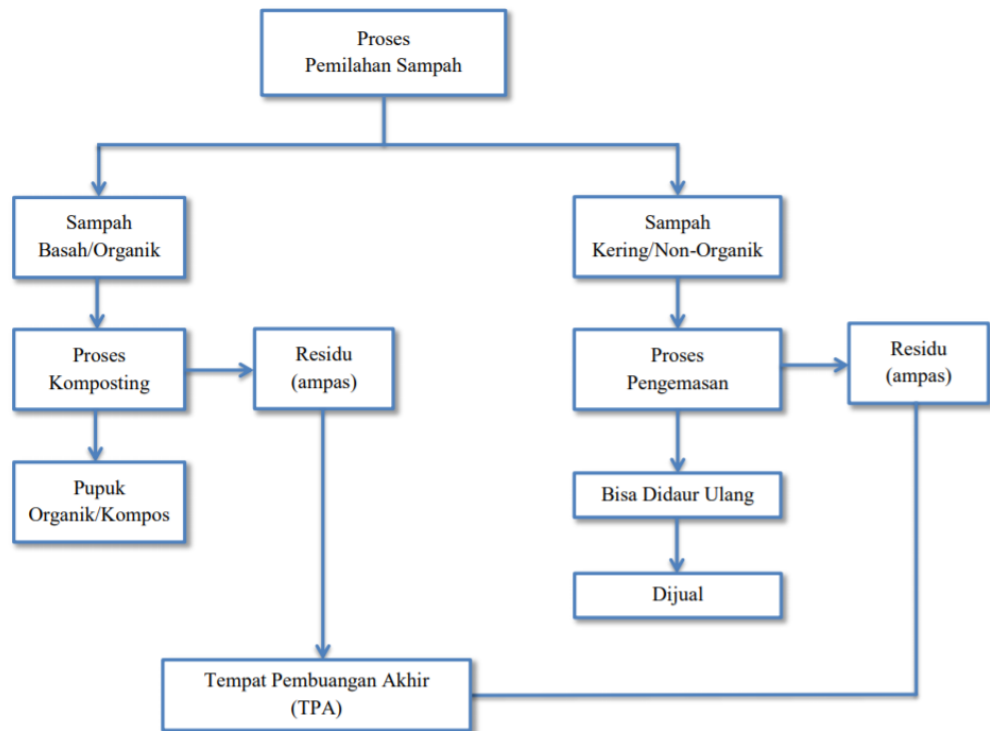 Proses
Pemilahan Sampah
Sampah
Basah/Organik
Sampah
Kering/Non-Organik
Proses
Komposting
Residu
(ampas)
Proses
Pengemasan
Residu
(ampas)
Pupuk
Organik/Kompos
Bisa Didaur Ulang
Dijual
Tempat Pembuangan Akhir
(TPA)